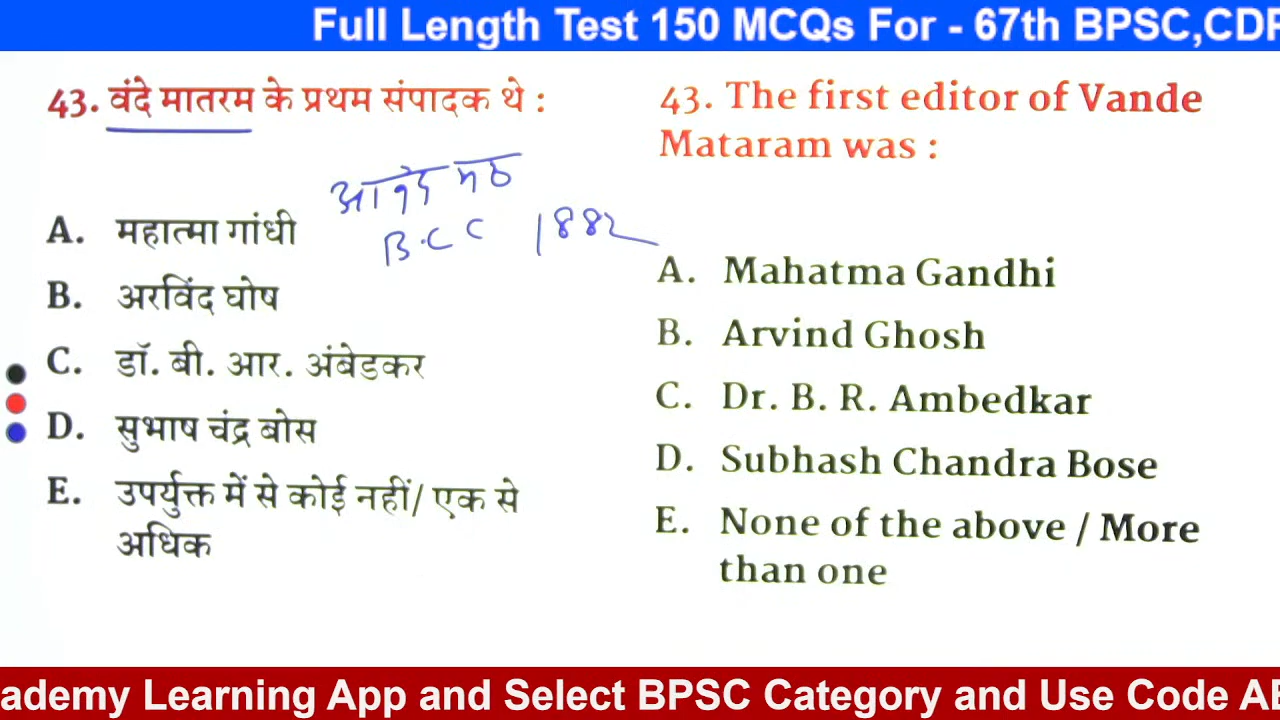 Full Length Test 150 MCQs For - 67th BPSC,CDP
43. वंदे मातरम के प्रथम संपादक थे :
आनंद मठ
B.C C 1882
A. महात्मा गांधी
B. अरविंद घोष
C. डॉ. बी. आर. अंबेडकर
D. सुभाष चंद्र बोस
E. उपर्युक्त में से कोई नहीं/ एक से
अधिक
43. The first editor of Vande
Mataram was :
A. Mahatma Gandhi
B. Arvind Ghosh
C. Dr. B. R. Ambedkar
D. Subhash Chandra Bose
E. None of the above / More
than one
ademy Learning App and Select BPSC Category and Use Code A